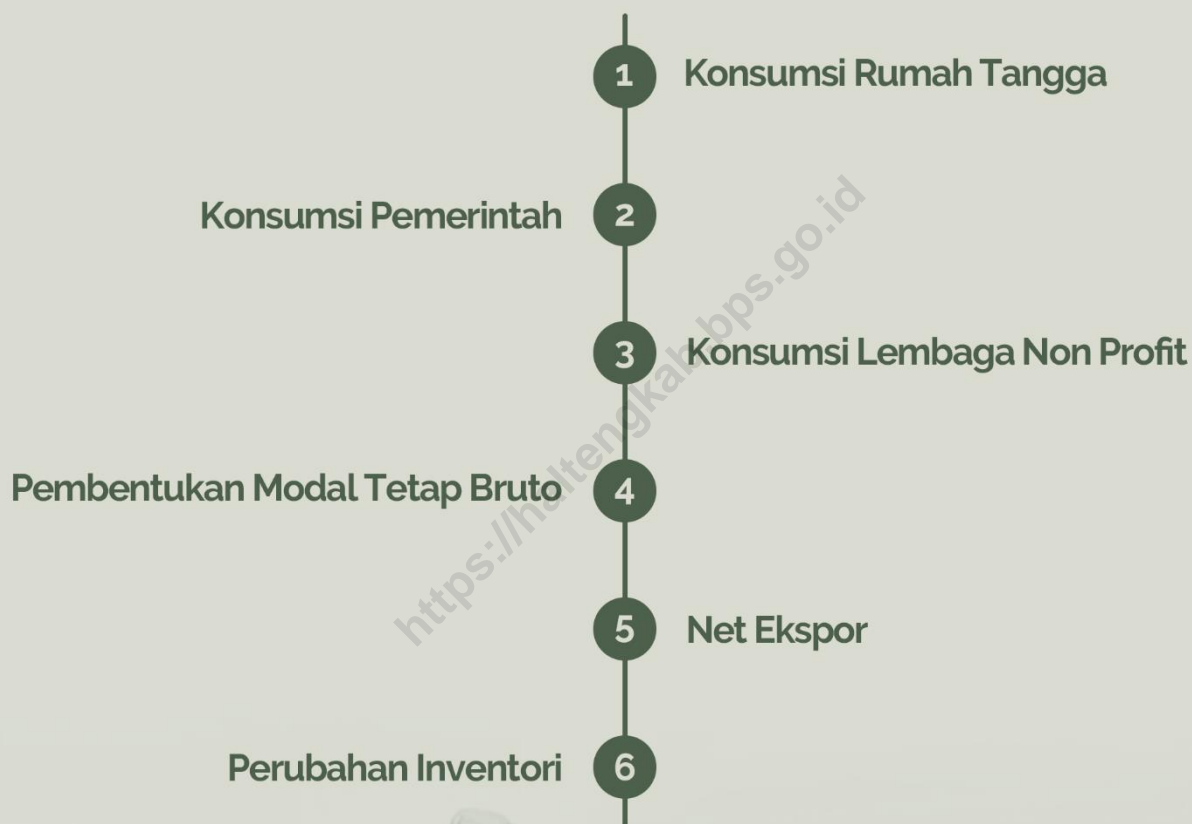 1 Konsumsi Rumah Tangga
Konsumsi Pemerintah 2
3 Konsumsi Lembaga Non Profit
Pembentukan Modal Tetap Bruto 4
5 Net Ekspor
Perubahan Inventori 6
https://haltengkab.bps.go.id